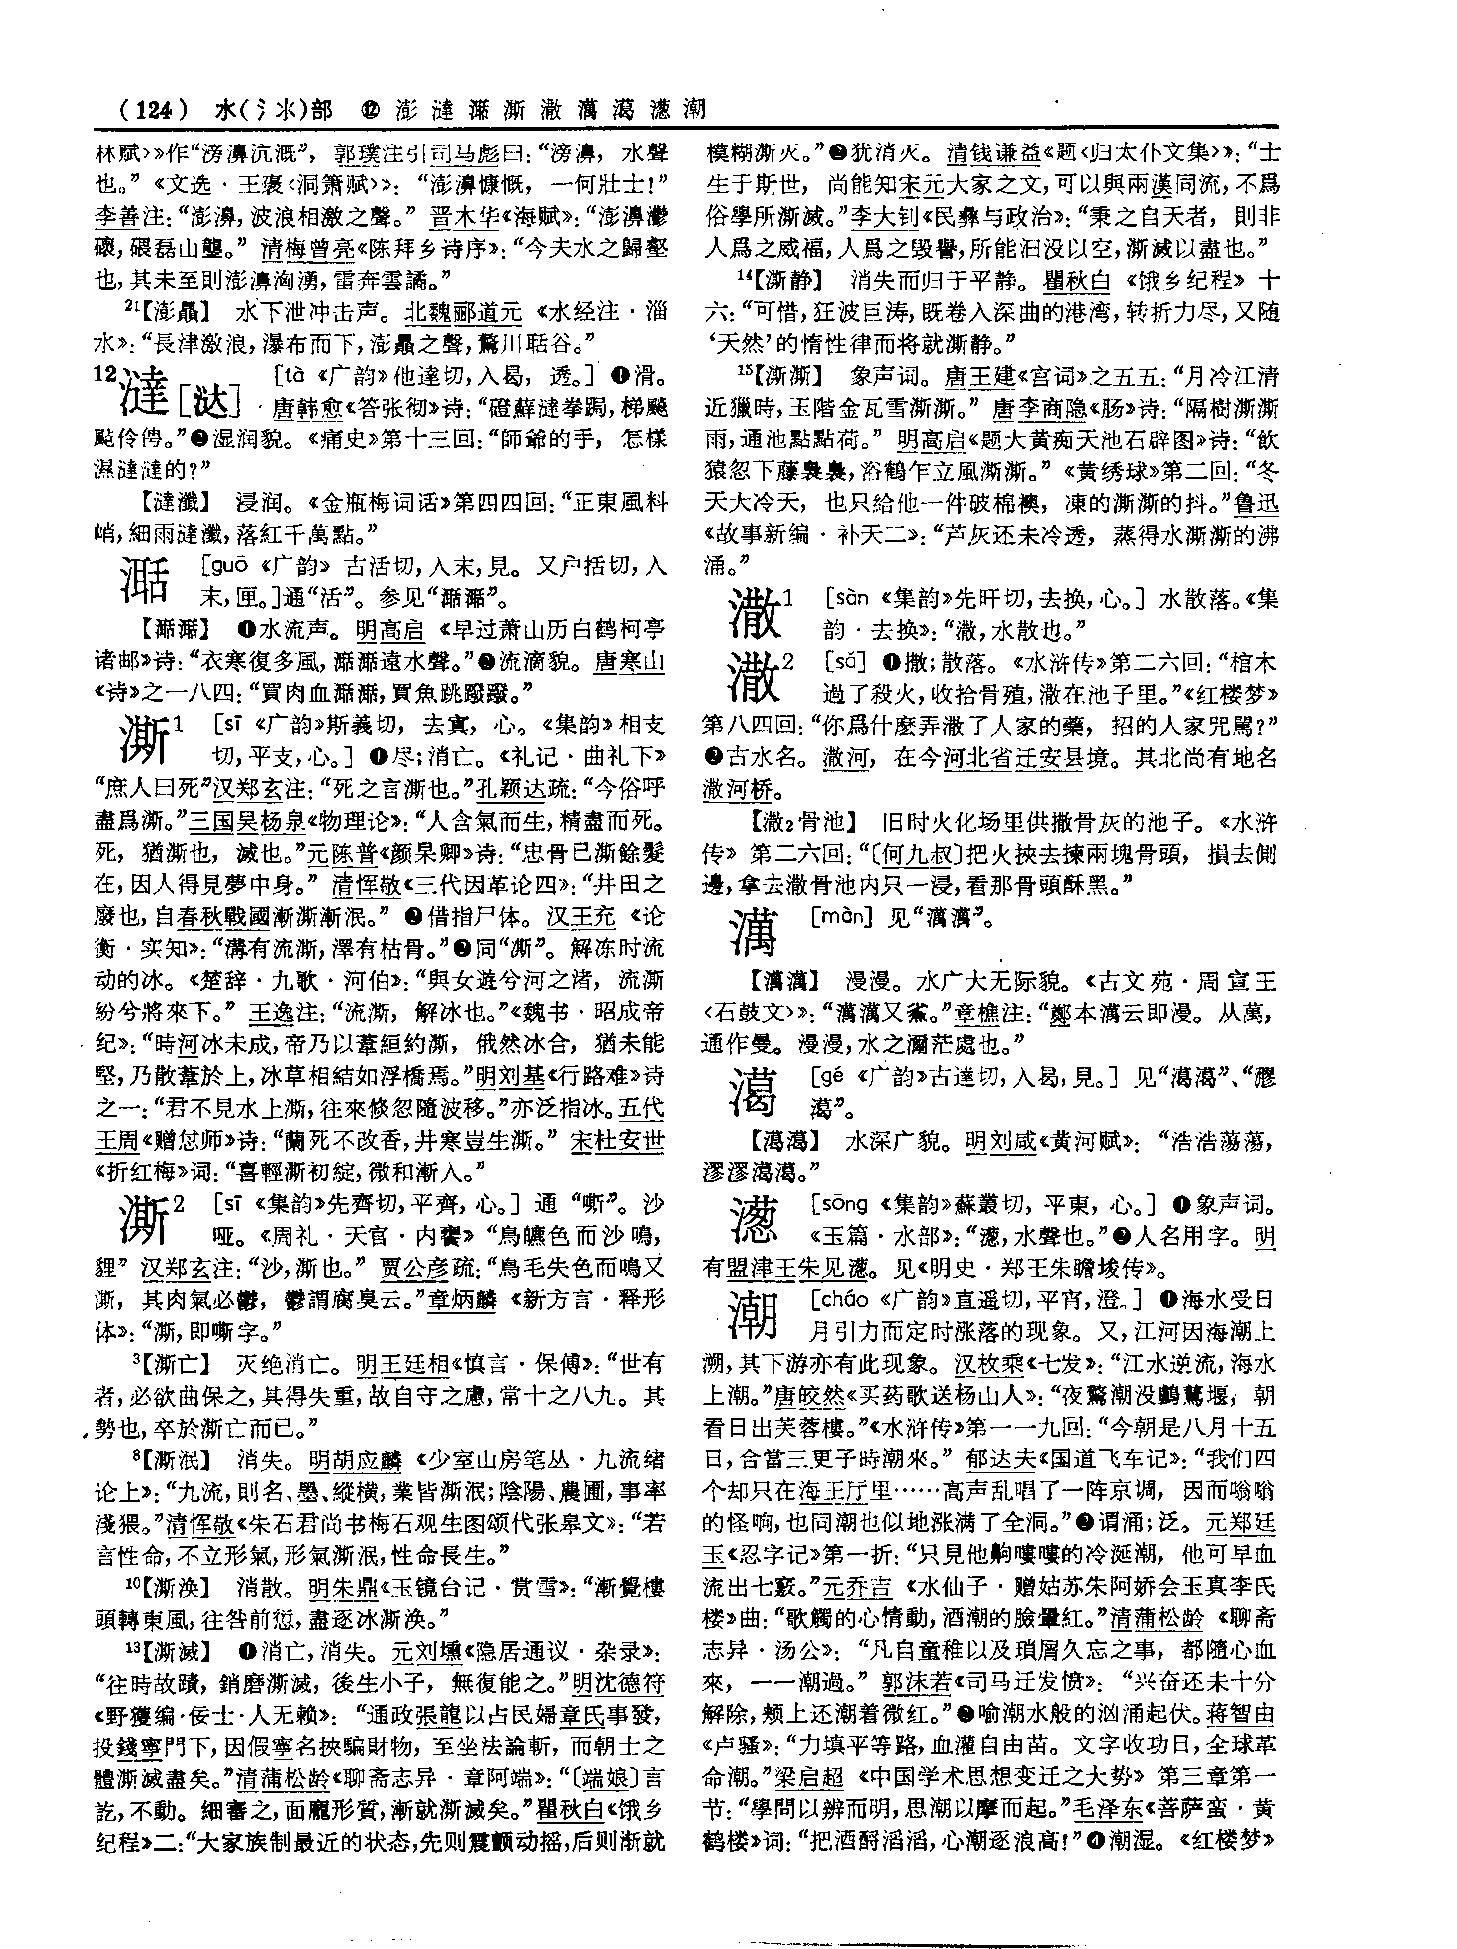 (124) 水(氵氺)部 ⑫ 澎澾濄澌潵澫㵧㵦潮
林赋〉》作“滂濞沉溉”，郭璞注引司马彪曰：“滂濞，水聲
也。”《文选·王褒〈洞箫赋〉》：“澎濞慷慨，一何壯士！”
李善注：“澎濞，波浪相激之聲。” 晋木华《海赋》：“澎濞灪
礚，碨磊山壟。” 清梅曾亮《陈拜乡诗序》：“今夫水之歸壑
也，其未至則澎濞洶湧，雷奔雲譎。”
21【澎贔】 水下泄冲击声。北魏郦道元《水经注·淄
水》：“長津激浪，瀑布而下，澎贔之聲，驚川聒谷。”
12澾[㳠] [tà 《广韵》他達切，入曷，透。] ❶滑。
唐韩愈《答张彻》诗：“磴蘚澾拳跼，梯飈
颭伶俜。”❷湿润貌。《痛史》第十三回：“師爺的手，怎樣
濕澾澾的？”
【澾瀸】 浸润。《金瓶梅词话》第四四回：“正東風料
峭，細雨澾瀸，落紅千萬點。”
[guō 《广韵》古活切，入末，見。又户括切，入
末，匣。]通“活”。参见“”。
【】 ❶水流声。明高启《早过萧山历白鹤柯亭
诸邮》诗：“衣寒復多風，遠水聲。”❷流滴貌。唐寒山
《诗》之一八四：“買肉血，買魚跳鱍鱍。”
澌1 [sī 《广韵》斯義切，去寘，心。《集韵》相支
切，平支，心。] ❶尽；消亡。《礼记·曲礼下》
“庶人曰死”汉郑玄注：“死之言澌也。”孔颖达疏：“今俗呼
盡爲澌。”三国吴杨泉《物理论》：“人含氣而生，精盡而死。
死，猶澌也，滅也。”元陈普《颜杲卿》诗：“忠骨已澌餘髮
在，因人得見夢中身。” 清恽敬《三代因革论四》：“井田之
廢也，自春秋戰國漸澌漸泯。” ❷借指尸体。汉王充《论
衡·实知》：“溝有流澌，澤有枯骨。”❷同“凘”。解冻时流
动的冰。《楚辞·九歌·河伯》：“與女遊兮河之渚，流澌
紛兮將來下。” 王逸注：“流澌，解冰也。”《魏书·昭成帝
纪》：“時河冰未成，帝乃以葦絙約澌，俄然冰合，猶未能
堅，乃散葦於上，冰草相結如浮橋焉。”明刘基《行路难》诗
之一：“君不見水上澌，往來倏忽隨波移。”亦泛指冰。五代
王周《赠怤师》诗：“蘭死不改香，井寒豈生澌。” 宋杜安世
《折红梅》词：“喜輕澌初綻，微和漸入。”
澌2 [sī 《集韵》先齊切，平齊，心。] 通“嘶”。沙
哑。《周礼·天官·内饔》“鳥皫色而沙鳴，
貍” 汉郑玄注：“沙，澌也。” 贾公彦疏：“鳥毛失色而鳴又
澌，其肉氣必鬱，鬱謂腐臭云。”章炳麟《新方言·释形
体》：“澌，即嘶字。”
3【澌亡】 灭绝消亡。明王廷相《慎言·保傅》：“世有
者，必欲曲保之，其得失重，故自守之慮，常十之八九。其
勢也，卒於澌亡而已。”
8【澌泯】 消失。明胡应麟《少室山房笔丛·九流绪
论上》：“九流，則名、墨、縱横，業皆澌泯；陰陽、農圃，事率
淺猥。”清恽敬《朱石君尚书梅石观生图颂代张皋文》：“若
言性命，不立形氣，形氣澌泯，性命長生。”
10【澌涣】 消散。明朱鼎《玉镜台记·赏雪》：“漸覺樓
頭轉東風，往咎前愆，盡逐冰澌渙。”
13【澌滅】 ❶消亡，消失。元刘壎《隐居通议·杂录》：
“往時故蹟，銷磨澌滅，後生小子，無復能之。”明沈德符
《野獲编·佞士·人无赖》：“通政張龍以占民婦章氏事發，
投錢寧門下，因假寧名挾騙財物，至坐法論斬，而朝士之
體澌滅盡矣。”清蒲松龄《聊斋志异·章阿端》：“〔端娘〕言
訖，不動。細審之，面龐形質，漸就澌滅矣。”瞿秋白《饿乡
纪程》二：“大家族制最近的状态，先则震颤动摇，后则渐就
模糊澌灭。”❷犹消灭。清钱谦益《题〈归太仆文集〉》：“士
生于斯世，尚能知宋元大家之文，可以與兩漢同流，不爲
俗學所澌滅。”李大钊《民彝与政治》：“秉之自天者，則非
人爲之威福，人爲之毁譽，所能汩没以空，澌滅以盡也。”
14【澌静】 消失而归于平静。瞿秋白《饿乡纪程》十
六：“可惜，狂波巨涛，既卷入深曲的港湾，转折力尽，又随
‘天然’的惰性律而将就澌静。”
15【澌澌】 象声词。唐王建《宫词》之五五：“月冷江清
近獵時，玉階金瓦雪澌澌。” 唐李商隐《肠》诗：“隔樹澌澌
雨，通池點點荷。” 明高启《题大黄痴天池石辟图》诗：“飲
猿忽下藤裊裊，浴鶴乍立風澌澌。” 《黄绣球》第二回：“冬
天大冷天，也只給他一件破棉襖，凍的澌澌的抖。”鲁迅
《故事新编·补天二》：“芦灰还未冷透，蒸得水澌澌的沸
涌。”
潵1 [sàn 《集韵》先旰切，去换，心。] 水散落。《集
韵·去换》：“潵，水散也。”
潵2 [sǎ] ❶撒；散落。《水浒传》第二六回：“棺木
過了殺火，收拾骨殖，潵在池子里。”《红楼梦》
第八四回：“你爲什麽弄潵了人家的藥，招的人家咒駡？”
❷古水名。潵河，在今河北省迁安县境。其北尚有地名
潵河桥。
【潵2骨池】 旧时火化场里供撒骨灰的池子。《水浒
传》第二六回：“〔何九叔〕把火挾去揀兩塊骨頭，損去側
邊，拿去潵骨池内只一浸，看那骨頭酥黑。”
澫 [màn] 见“澫澫”。
【澫澫】 漫漫。水广大无际貌。《古文苑·周宣王
〈石鼓文〉》：“澫澫又鯊。”章樵注：“鄭本澫云即漫。从萬，
通作曼。漫漫，水之瀰茫處也。”
㵧 [gé 《广韵》古達切，入曷，見。] 见“㵧㵧”、“膠
㵧”。
【㵧㵧】 水深广貌。明刘咸《黄河赋》：“浩浩蕩蕩，
漻漻㵧㵧。”
㵦 [sōng 《集韵》蘇叢切，平東，心。] ❶象声词。
《玉篇·水部》：“㵦，水聲也。”❷人名用字。明
有盟津王朱见㵦。见《明史·郑王朱瞻埈传》。
潮 [cháo 《广韵》直遥切，平宵，澄。] ❶海水受日
月引力而定时涨落的现象。又，江河因海潮上
溯，其下游亦有此现象。汉枚乘《七发》：“江水逆流，海水
上潮。”唐皎然《买药歌送杨山人》：“夜驚潮没鸕鶿堰，朝
看日出芙蓉樓。”《水浒传》第一一九回：“今朝是八月十五
日，合當三更子時潮來。” 郁达夫《国道飞车记》：“我们四
个却只在海王厅里……高声乱唱了一阵京调，因而嗡嗡
的怪响，也同潮也似地涨满了全洞。”❷谓涌；泛。元郑廷
玉《忍字记》第一折：“只見他齁嘍嘍的冷涎潮，他可早血
流出七竅。”元乔吉《水仙子·赠姑苏朱阿娇会玉真李氏
楼》曲：“歌觸的心情動，酒潮的臉暈紅。”清蒲松龄《聊斋
志异·汤公》：“凡自童稚以及瑣屑久忘之事，都隨心血
來，一一潮過。” 郭沫若《司马迁发愤》：“兴奋还未十分
解除，颊上还潮着微红。”❸喻潮水般的汹涌起伏。蒋智由
《卢骚》：“力填平等路，血灌自由苗。文字收功日，全球革
命潮。”梁启超《中国学术思想变迁之大势》第三章第一
节：“學問以辨而明，思潮以摩而起。”毛泽东《菩萨蛮·黄
鹤楼》词：“把酒酹滔滔，心潮逐浪高！”❹潮湿。《红楼梦》